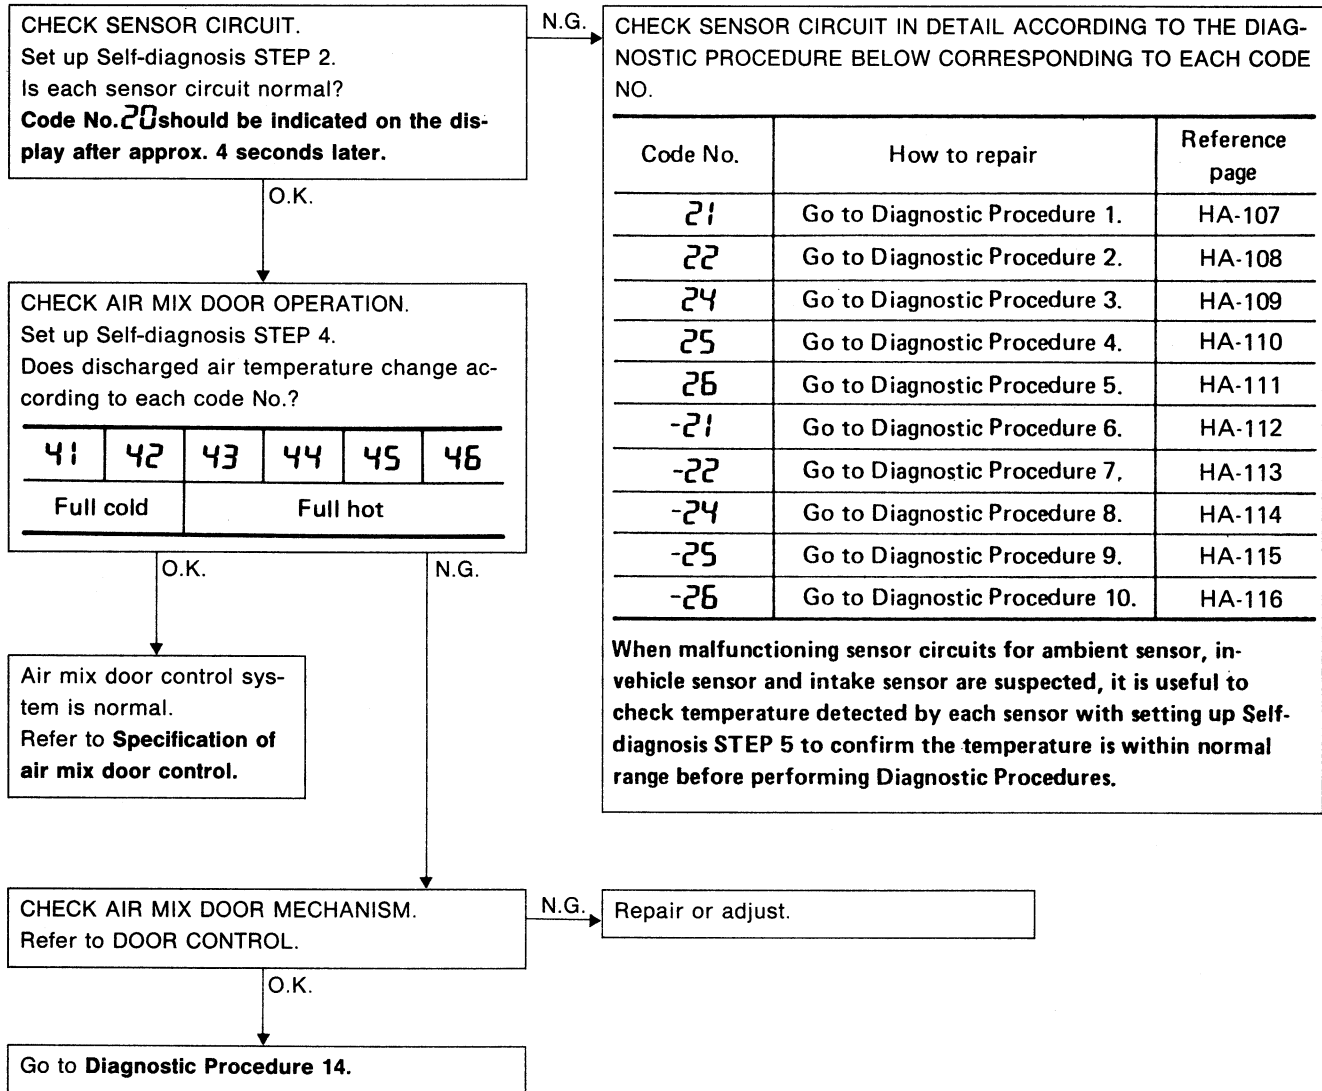 CHECK SENSOR CIRCUIT.
Set up Self-diagnosis STEP 2.
Is each sensor circuit normal?
Code No. 20 should be indicated on the dis-
play after approx. 4 seconds later.
N.G.
O.K.
CHECK SENSOR CIRCUIT IN DETAIL ACCORDING TO THE DIAG-
NOSTIC PROCEDURE BELOW CORRESPONDING TO EACH CODE
NO.
Code No. How to repair Reference
page
21 Go to Diagnostic Procedure 1. HA-107
22 Go to Diagnostic Procedure 2. HA-108
24 Go to Diagnostic Procedure 3. HA-109
25 Go to Diagnostic Procedure 4. HA-110
26 Go to Diagnostic Procedure 5. HA-111
-21 Go to Diagnostic Procedure 6. HA-112
-22 Go to Diagnostic Procedure 7. HA-113
-24 Go to Diagnostic Procedure 8. HA-114
-25 Go to Diagnostic Procedure 9. HA-115
-26 Go to Diagnostic Procedure 10. HA-116
When malfunctioning sensor circuits for ambient sensor, in-
vehicle sensor and intake sensor are suspected, it is useful to
check temperature detected by each sensor with setting up Self-
diagnosis STEP 5 to confirm the temperature is within normal
range before performing Diagnostic Procedures.
CHECK AIR MIX DOOR OPERATION.
Set up Self-diagnosis STEP 4.
Does discharged air temperature change ac-
cording to each code No.?
41 42 43 44 45 46
Full cold Full hot
O.K.
N.G.
Air mix door control sys-
tem is normal.
Refer to Specification of
air mix door control.
CHECK AIR MIX DOOR MECHANISM.
Refer to DOOR CONTROL.
N.G.
Repair or adjust.
O.K.
Go to Diagnostic Procedure 14.